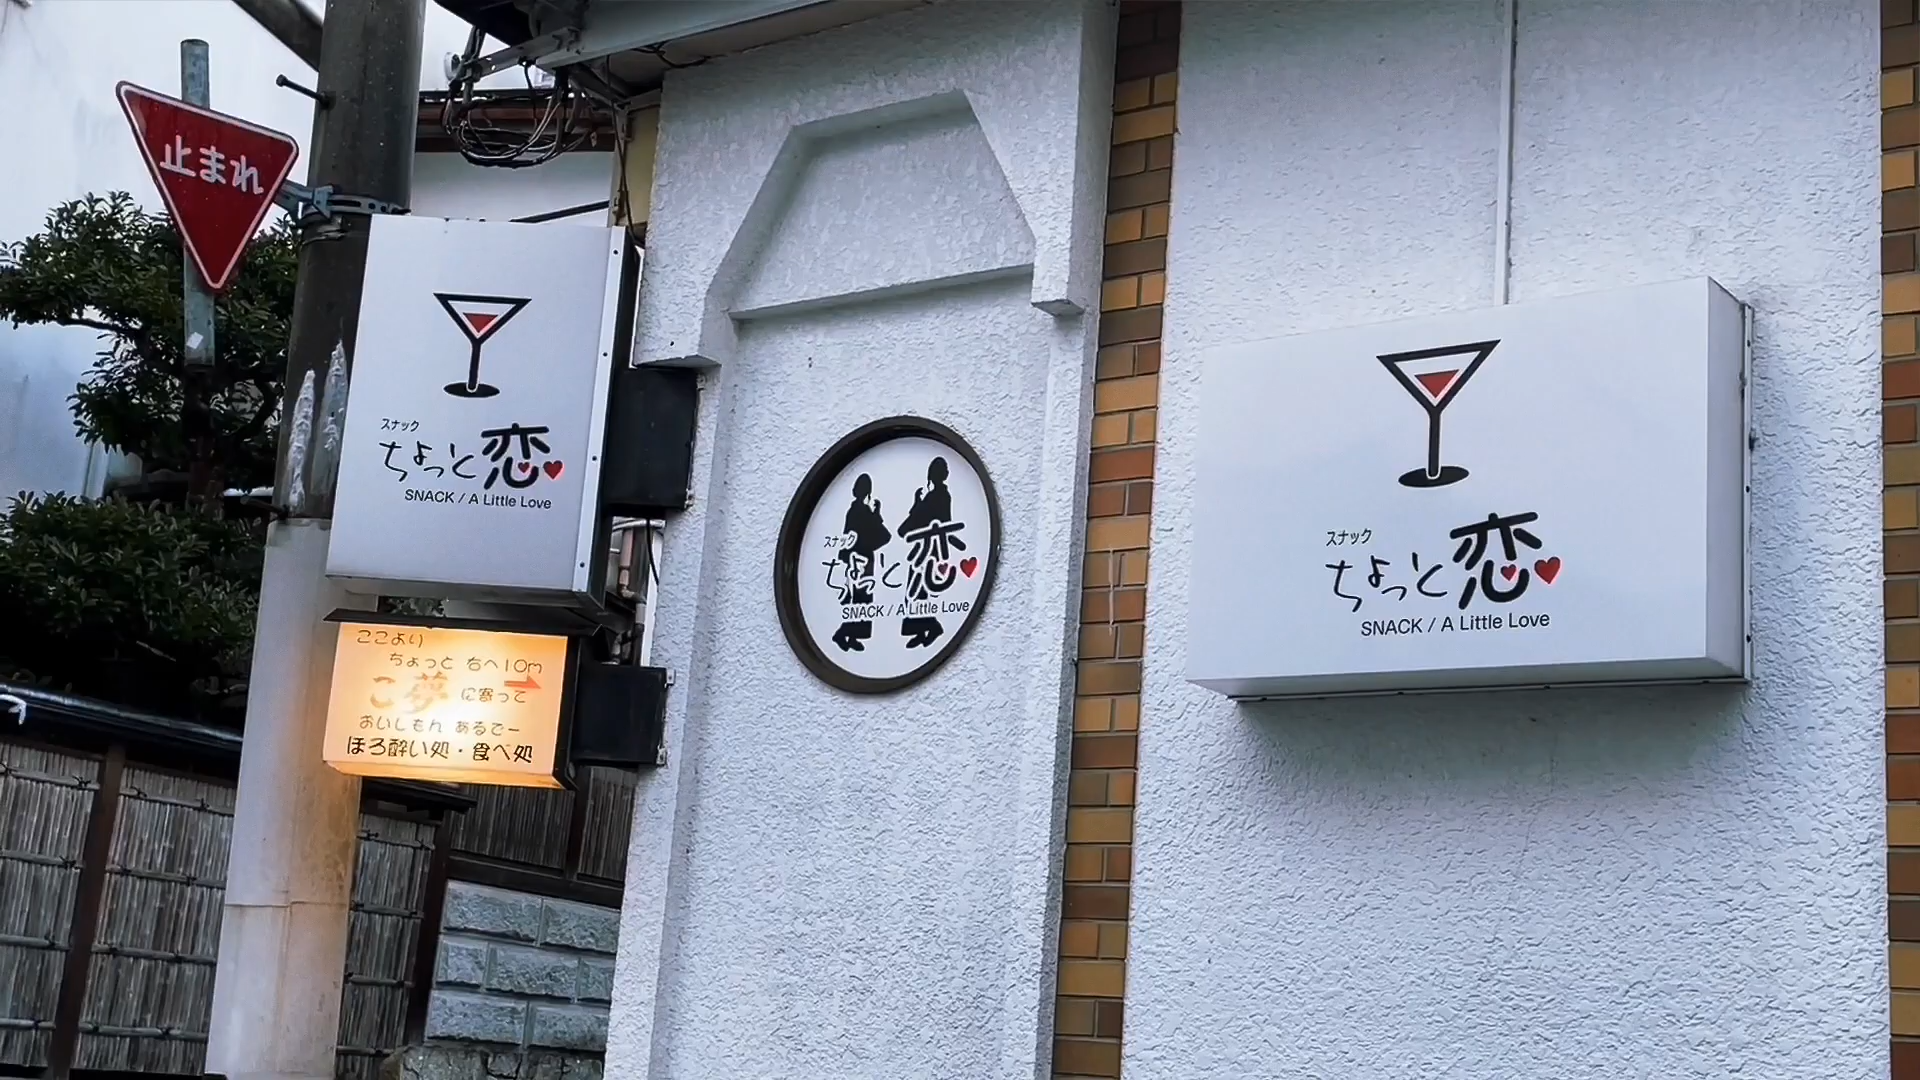 止まれ
スナック
ちょっと恋
SNACK / A Little Love
ここより
ちょっと 右へ10m
こ夢 に寄って
おいしもん あるでー
ほろ酔い処・食べ処
スナック
ちょっと恋
SNACK / A Little Love
スナック
ちょっと恋
SNACK / A Little Love